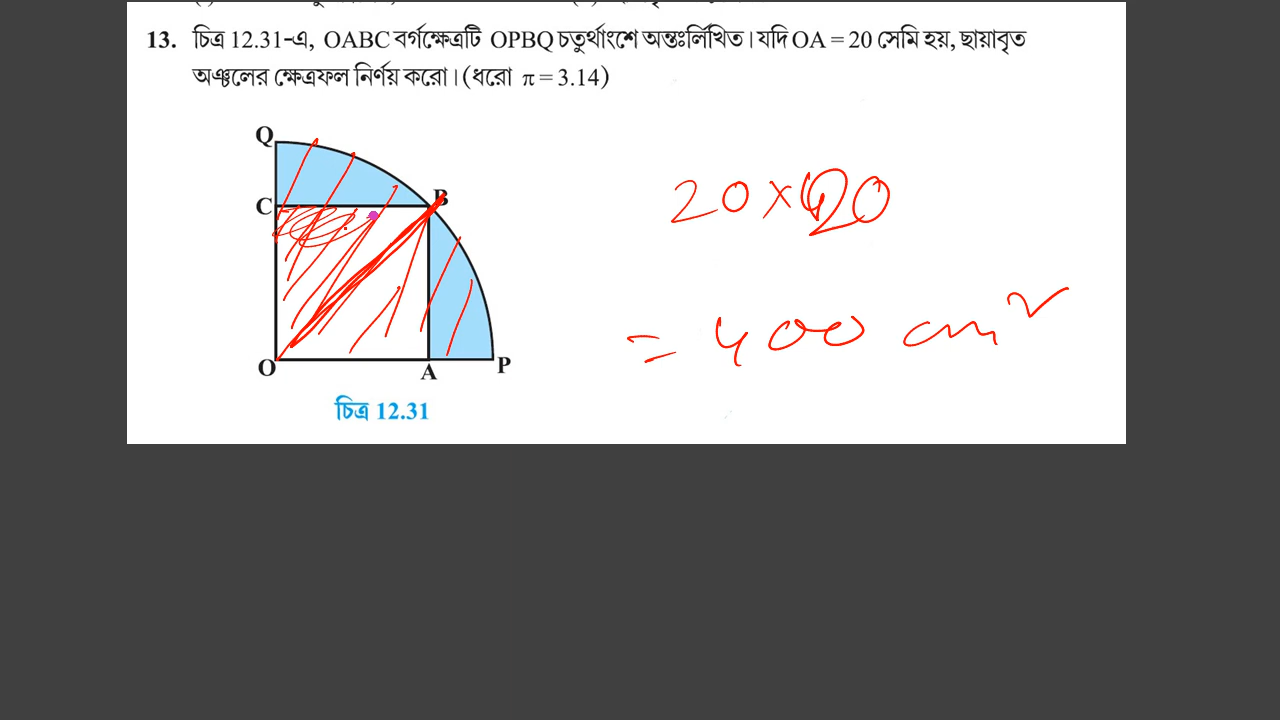 13. চিত্র 12.31-এ, OABC বর্গক্ষেত্রটি OPBQ চতুর্থাংশে অন্তঃর্লিখিত। যদি OA = 20 সেমি হয়, ছায়াবৃত
অঞ্চলের ক্ষেত্রফল নির্ণয় করো। (ধরো π = 3.14)
Q
C
B
O
A
P
চিত্র 12.31
20×20
= 400 cm²